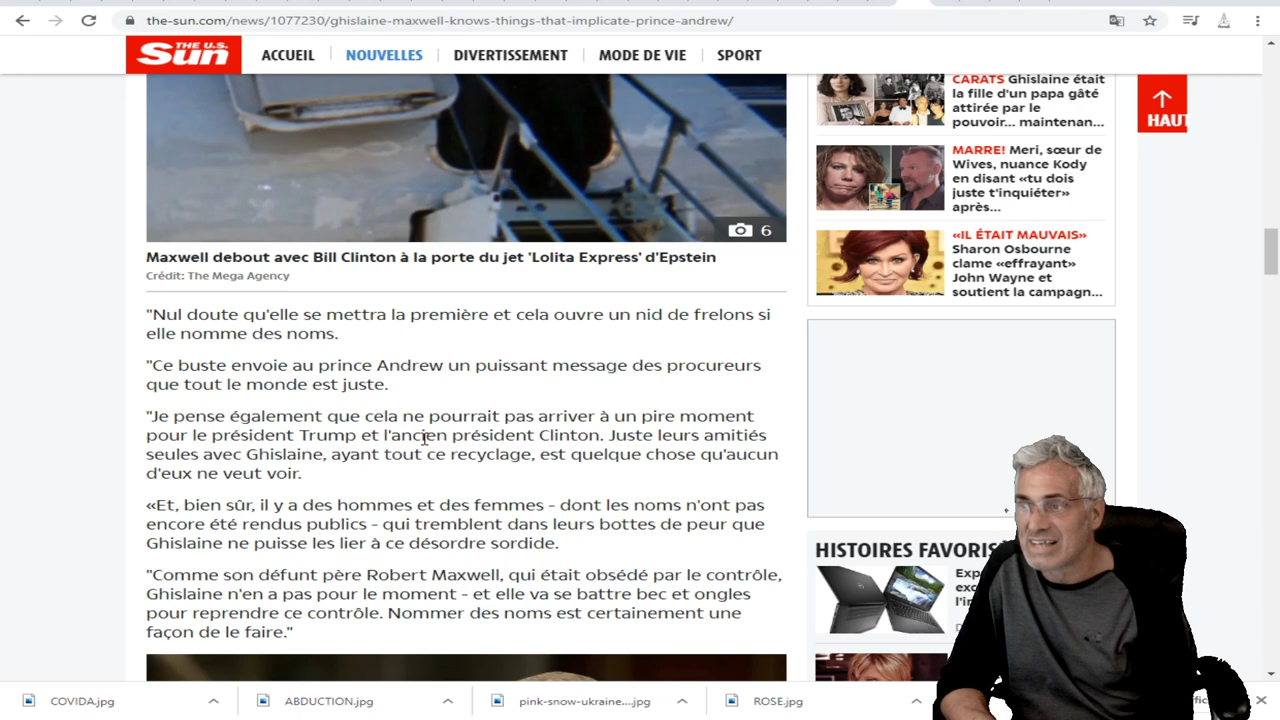 the-sun.com/news/1077230/ghislaine-maxwell-knows-things-that-implicate-prince-andrew/
THE U.S. Sun
ACCUEIL
NOUVELLES
DIVERTISSEMENT
MODE DE VIE
SPORT
6
Maxwell debout avec Bill Clinton à la porte du jet 'Lolita Express' d'Epstein
Crédit: The Mega Agency
"Nul doute qu'elle se mettra la première et cela ouvre un nid de frelons si
elle nomme des noms.
"Ce buste envoie au prince Andrew un puissant message des procureurs
que tout le monde est juste.
"Je pense également que cela ne pourrait pas arriver à un pire moment
pour le président Trump et l'ancien président Clinton. Juste leurs amitiés
seules avec Ghislaine, ayant tout ce recyclage, est quelque chose qu'aucun
d'eux ne veut voir.
«Et, bien sûr, il y a des hommes et des femmes - dont les noms n'ont pas
encore été rendus publics - qui tremblent dans leurs bottes de peur que
Ghislaine ne puisse les lier à ce désordre sordide.
"Comme son défunt père Robert Maxwell, qui était obsédé par le contrôle,
Ghislaine n'en a pas pour le moment - et elle va se battre bec et ongles
pour reprendre ce contrôle. Nommer des noms est certainement une
façon de le faire."
CARATS Ghislaine était
la fille d'un papa gâté
attirée par le
pouvoir... maintenan...
MARRE! Meri, sœur de
Wives, nuance Kody
en disant «tu dois
juste t'inquiéter»
après...
«IL ÉTAIT MAUVAIS»
Sharon Osbourne
clame «effrayant»
John Wayne et
soutient la campagn...
HAUT
HISTOIRES
COVIDA.jpg
ABDUCTION.jpg
pink-snow-ukraine....jpg
ROSE.jpg